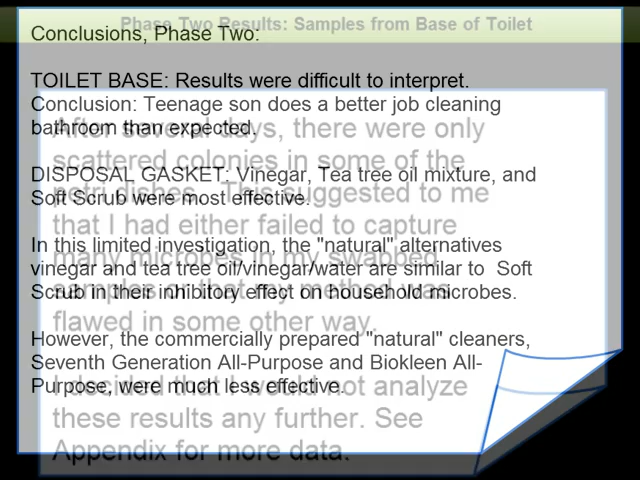 Phase Two Results: Samples from Base of Toilet
Conclusions, Phase Two:
TOILET BASE: Results were difficult to interpret.
Conclusion: Teenage son does a better job cleaning
bathroom than expected.
DISPOSAL GASKET: Vinegar, Tea tree oil mixture, and
Soft Scrub were most effective.
In this limited investigation, the "natural" alternatives
vinegar and tea tree oil/vinegar/water are similar to Soft
Scrub in their inhibitory effect on household microbes.
However, the commercially prepared "natural" cleaners,
Seventh Generation All-Purpose and Biokleen All-
Purpose, were much less effective.
After several days, there were only
scattered colonies in some of the
petri dishes. This suggested to me
that I had either failed to capture
many microbes in my swabbed
samples or that my method was
flawed in some other way.
I decided that I would not analyze
these results any further. See
Appendix for more data.